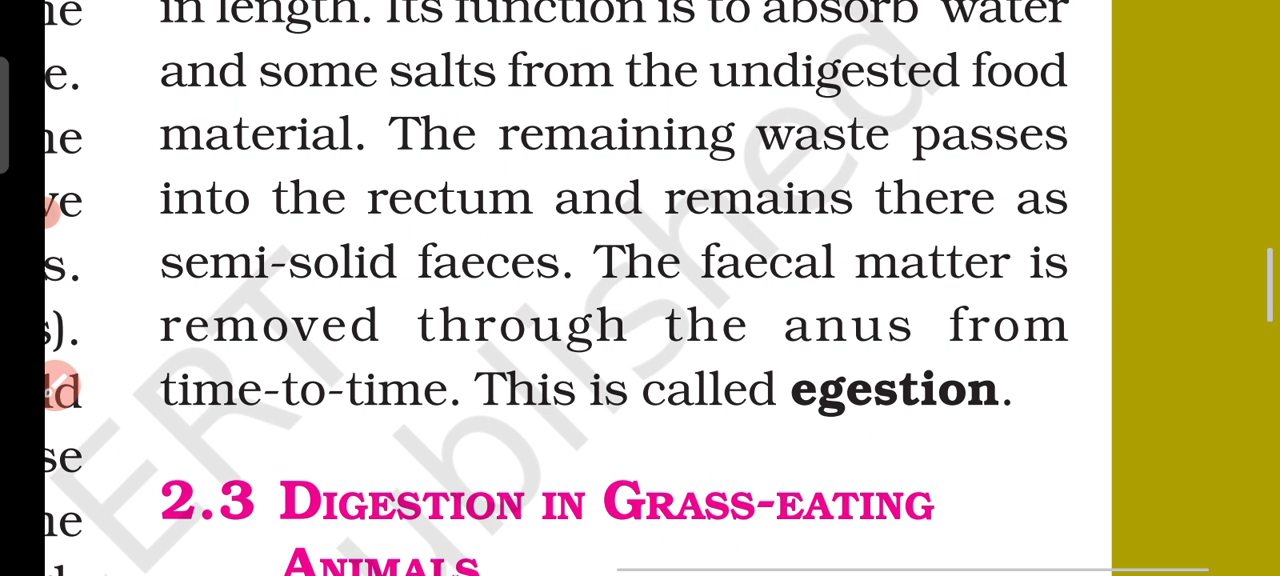 in length. Its function is to absorb water
and some salts from the undigested food
material. The remaining waste passes
into the rectum and remains there as
semi-solid faeces. The faecal matter is
removed through the anus from
time-to-time. This is called egestion.
2.3 DIGESTION IN GRASS-EATING
ANIMALS